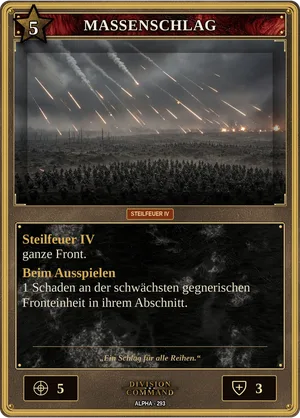 5
MASSENSCHLAG
STEILFEUER IV
Steilfeuer IV
ganze Front.
Beim Ausspielen
1 Schaden an der schwächsten gegnerischen
Fronteinheit in ihrem Abschnitt.
„Ein Schlag für alle Reihen.“
5
DIVISION
COMMAND
ALPHA · 293
3